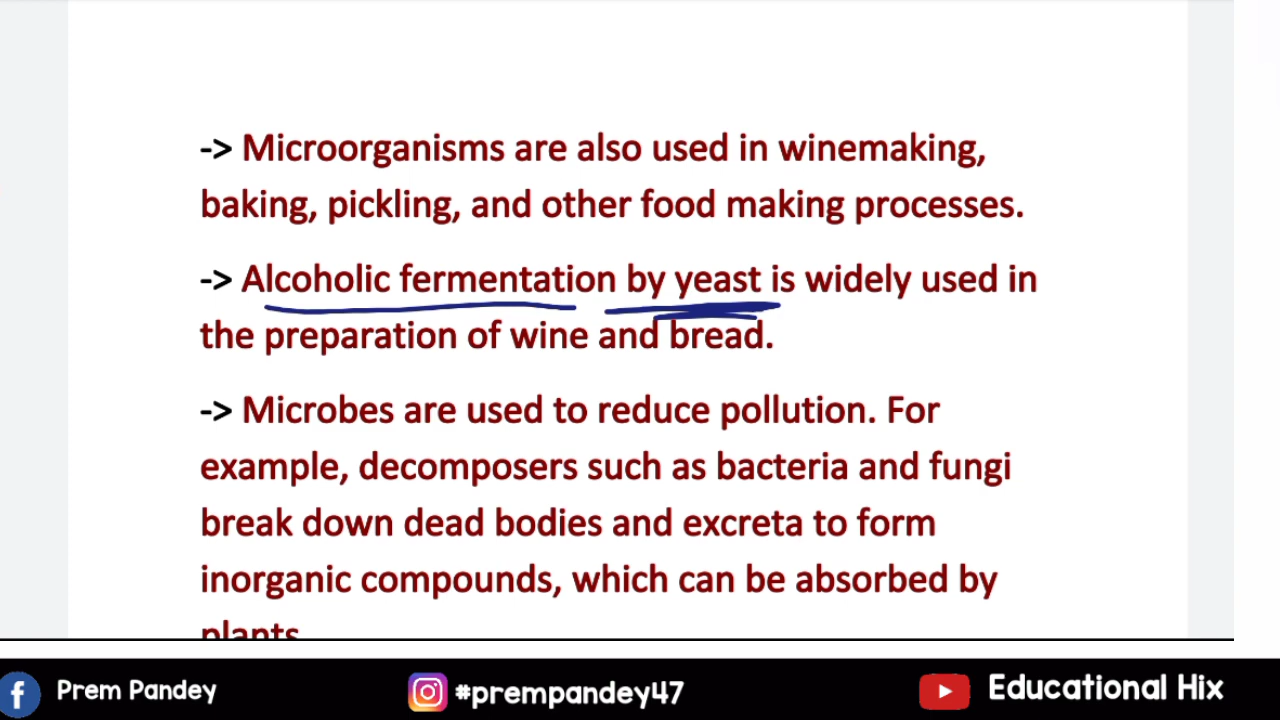 -> Microorganisms are also used in winemaking,
baking, pickling, and other food making processes.
-> Alcoholic fermentation by yeast is widely used in
the preparation of wine and bread.
-> Microbes are used to reduce pollution. For
example, decomposers such as bacteria and fungi
break down dead bodies and excreta to form
inorganic compounds, which can be absorbed by
plants
Prem Pandey #prempandey47 Educational Hix